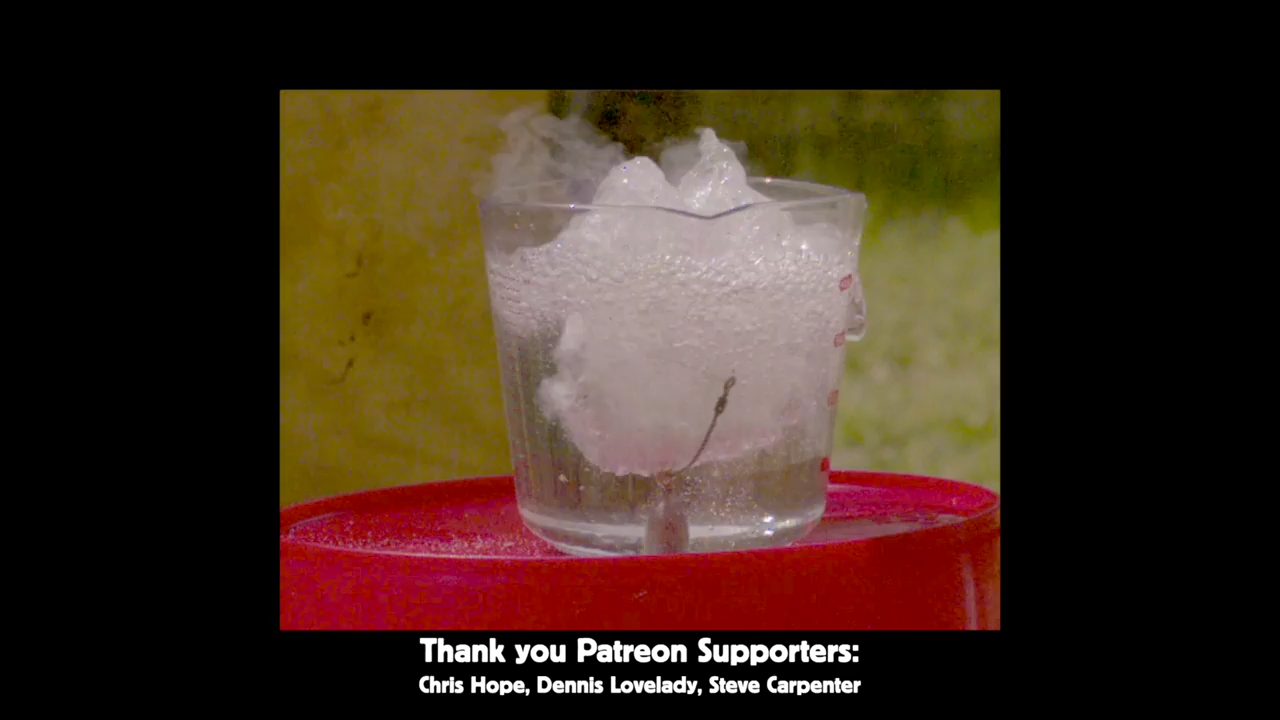 Thank you Patreon Supporters:
Chris Hope, Dennis Lovelady, Steve Carpenter